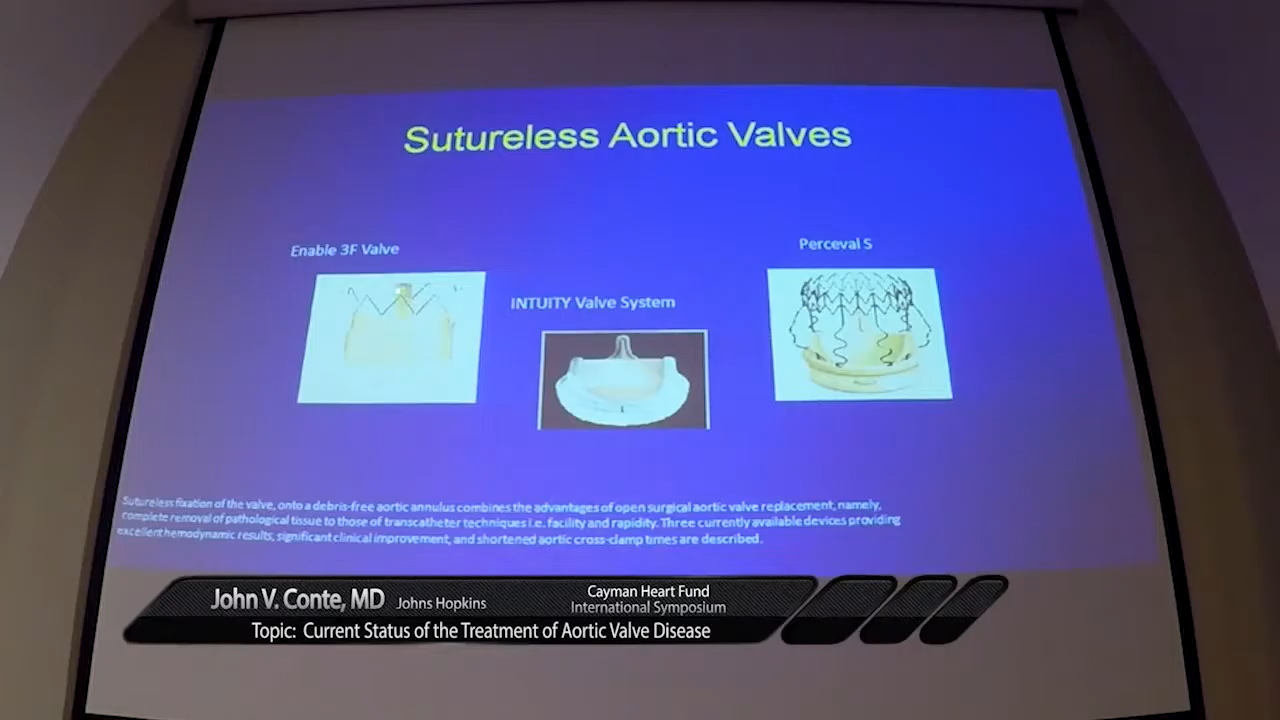 Sutureless Aortic Valves
Enable 3F Valve
Perceval S
INTUITY Valve System
Sutureless fixation of the valve, onto a debris-free aortic annulus combines the advantages of open surgical aortic valve replacement, namely,
complete removal of pathological tissue to those of transcatheter techniques i.e. facility and rapidity. Three currently available devices providing
excellent hemodynamic results, significant clinical improvement, and shortened aortic cross-clamp times are described.
John V. Conte, MD Johns Hopkins
Cayman Heart Fund
International Symposium
Topic: Current Status of the Treatment of Aortic Valve Disease